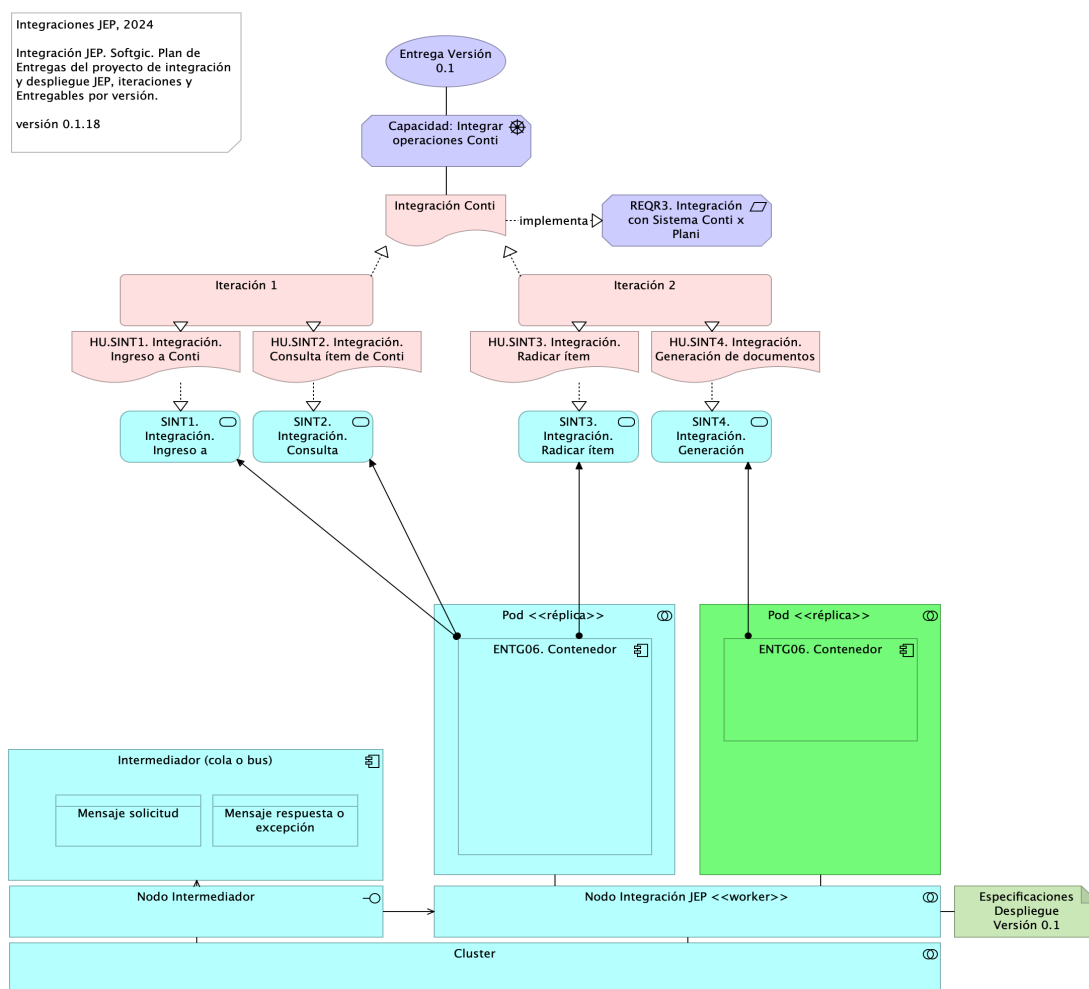 Integraciones JEP, 2024
Integración JEP. Softgic. Plan de
Entregas del proyecto de integración
y despliegue JEP, iteraciones y
Entregables por versión.
versión 0.1.18
Entrega Versión
0.1
Capacidad: Integrar
operaciones Conti
Integración Conti
implementa
REQR3. Integración
con Sistema Conti x
Plani
Iteración 1
Iteración 2
HU.SINT1. Integración.
Ingreso a Conti
HU.SINT2. Integración.
Consulta ítem de Conti
HU.SINT3. Integración.
Radicar ítem
HU.SINT4. Integración.
Generación de documentos
SINT1.
Integración.
Ingreso a
SINT2.
Integración.
Consulta
SINT3.
Integración.
Radicar ítem
SINT4.
Integración.
Generación
Pod <<réplica>>
ENTG06. Contenedor
Pod <<réplica>>
ENTG06. Contenedor
Intermediador (cola o bus)
Mensaje solicitud
Mensaje respuesta o
excepción
Nodo Intermediador
Nodo Integración JEP <<worker>>
Especificaciones
Despliegue
Versión 0.1
Cluster